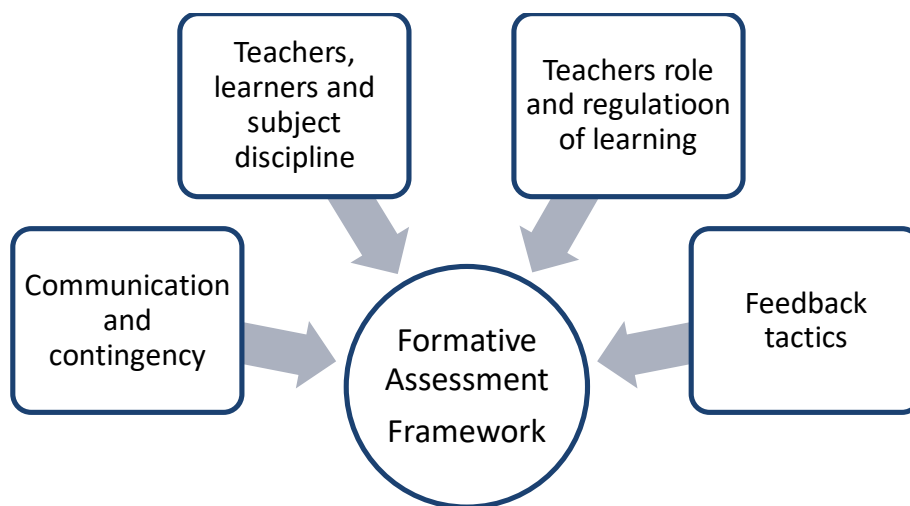 Teachers,
learners and
subject
discipline
Teachers role
and regulatioon
of learning
Communication
and
contingency
Feedback
tactics
Formative
Assessment
Framework